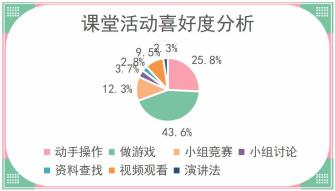 课堂活动喜好度分析
2.3%
9.5%
25.8%
2.8%
3.7%
12.3%
43.6%
动手操作 做游戏 小组竞赛 小组讨论
资料查找 视频观看 演讲法